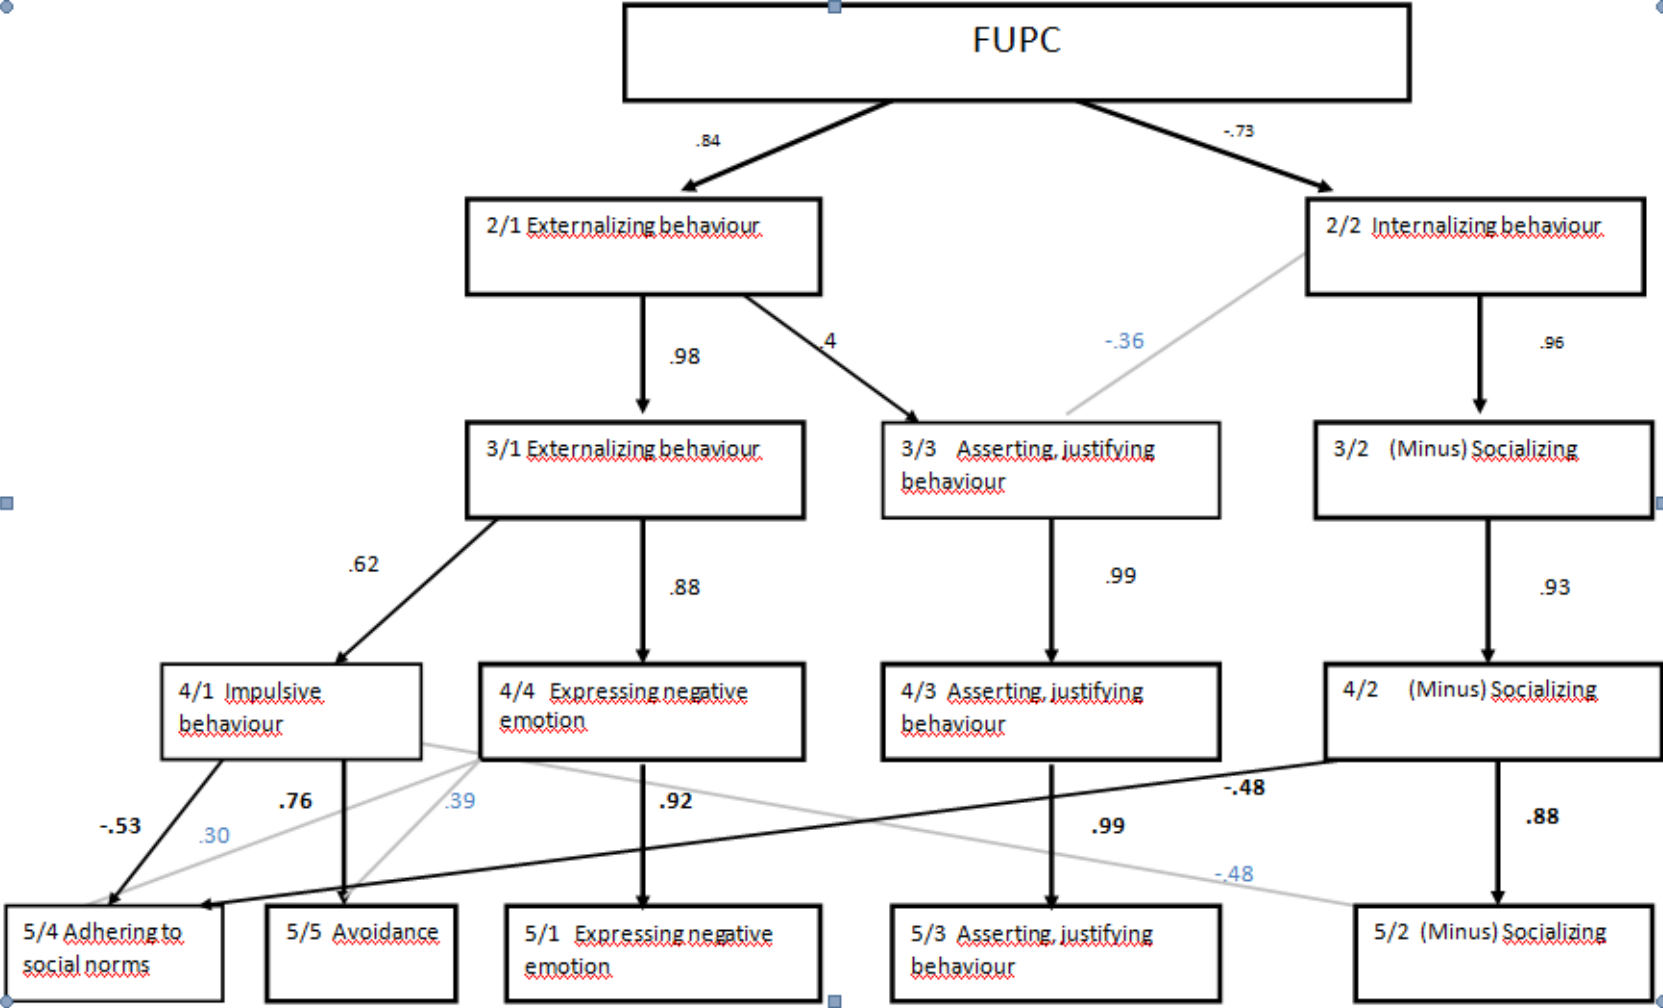 FUPC
.84
-.73
2/1 Externalizing behaviour
2/2 Internalizing behaviour
.98
.4
-.36
.96
3/1 Externalizing behaviour
3/3 Asserting, justifying
behaviour
3/2 (Minus) Socializing
.62
.88
.99
.93
4/1 Impulsive
behaviour
4/4 Expressing negative
emotion
4/3 Asserting, justifying
behaviour
4/2 (Minus) Socializing
-.53
.30
.76
.39
.92
.99
-.48
-.48
.88
5/4 Adhering to
social norms
5/5 Avoidance
5/1 Expressing negative
emotion
5/3 Asserting, justifying
behaviour
5/2 (Minus) Socializing